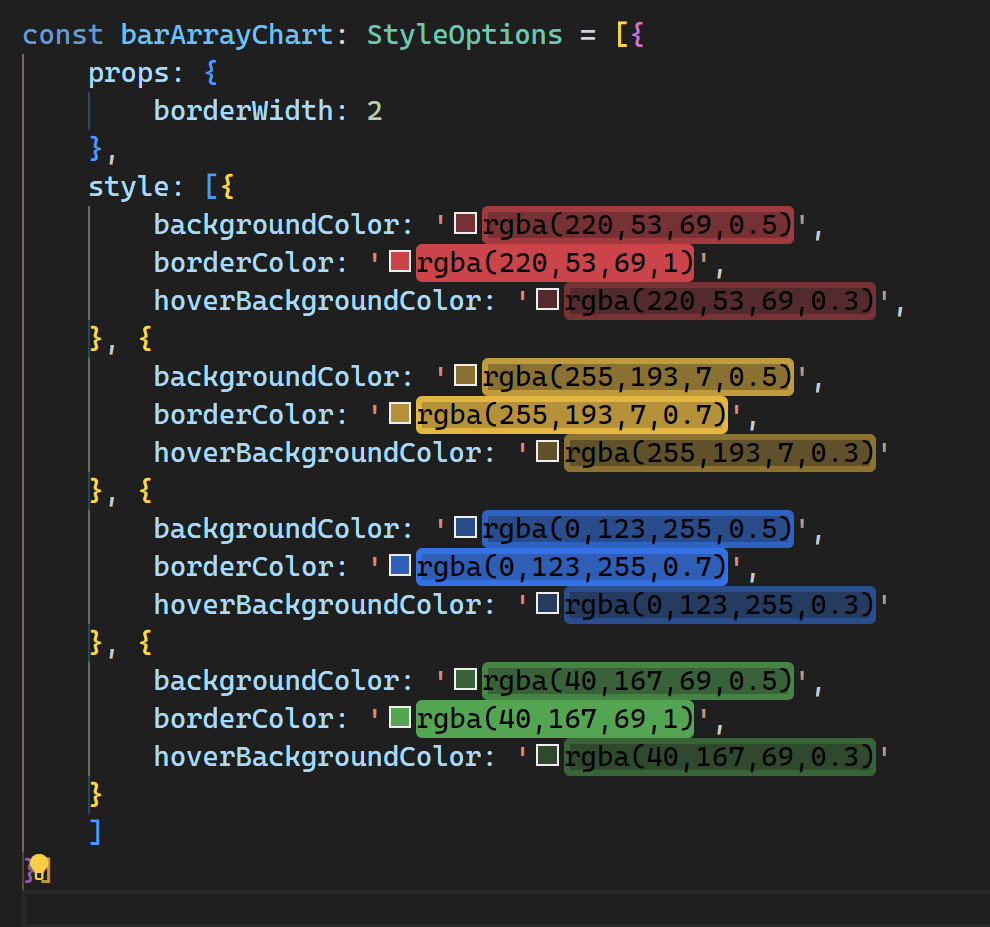 const barArrayChart: StyleOptions = [{
    props: {
        borderWidth: 2
    },
    style: [{
        backgroundColor: 'rgba(220,53,69,0.5)',
        borderColor: 'rgba(220,53,69,1)',
        hoverBackgroundColor: 'rgba(220,53,69,0.3)',
    }, {
        backgroundColor: 'rgba(255,193,7,0.5)',
        borderColor: 'rgba(255,193,7,0.7)',
        hoverBackgroundColor: 'rgba(255,193,7,0.3)'
    }, {
        backgroundColor: 'rgba(0,123,255,0.5)',
        borderColor: 'rgba(0,123,255,0.7)',
        hoverBackgroundColor: 'rgba(0,123,255,0.3)'
    }, {
        backgroundColor: 'rgba(40,167,69,0.5)',
        borderColor: 'rgba(40,167,69,1)',
        hoverBackgroundColor: 'rgba(40,167,69,0.3)'
    }
    ]
}]